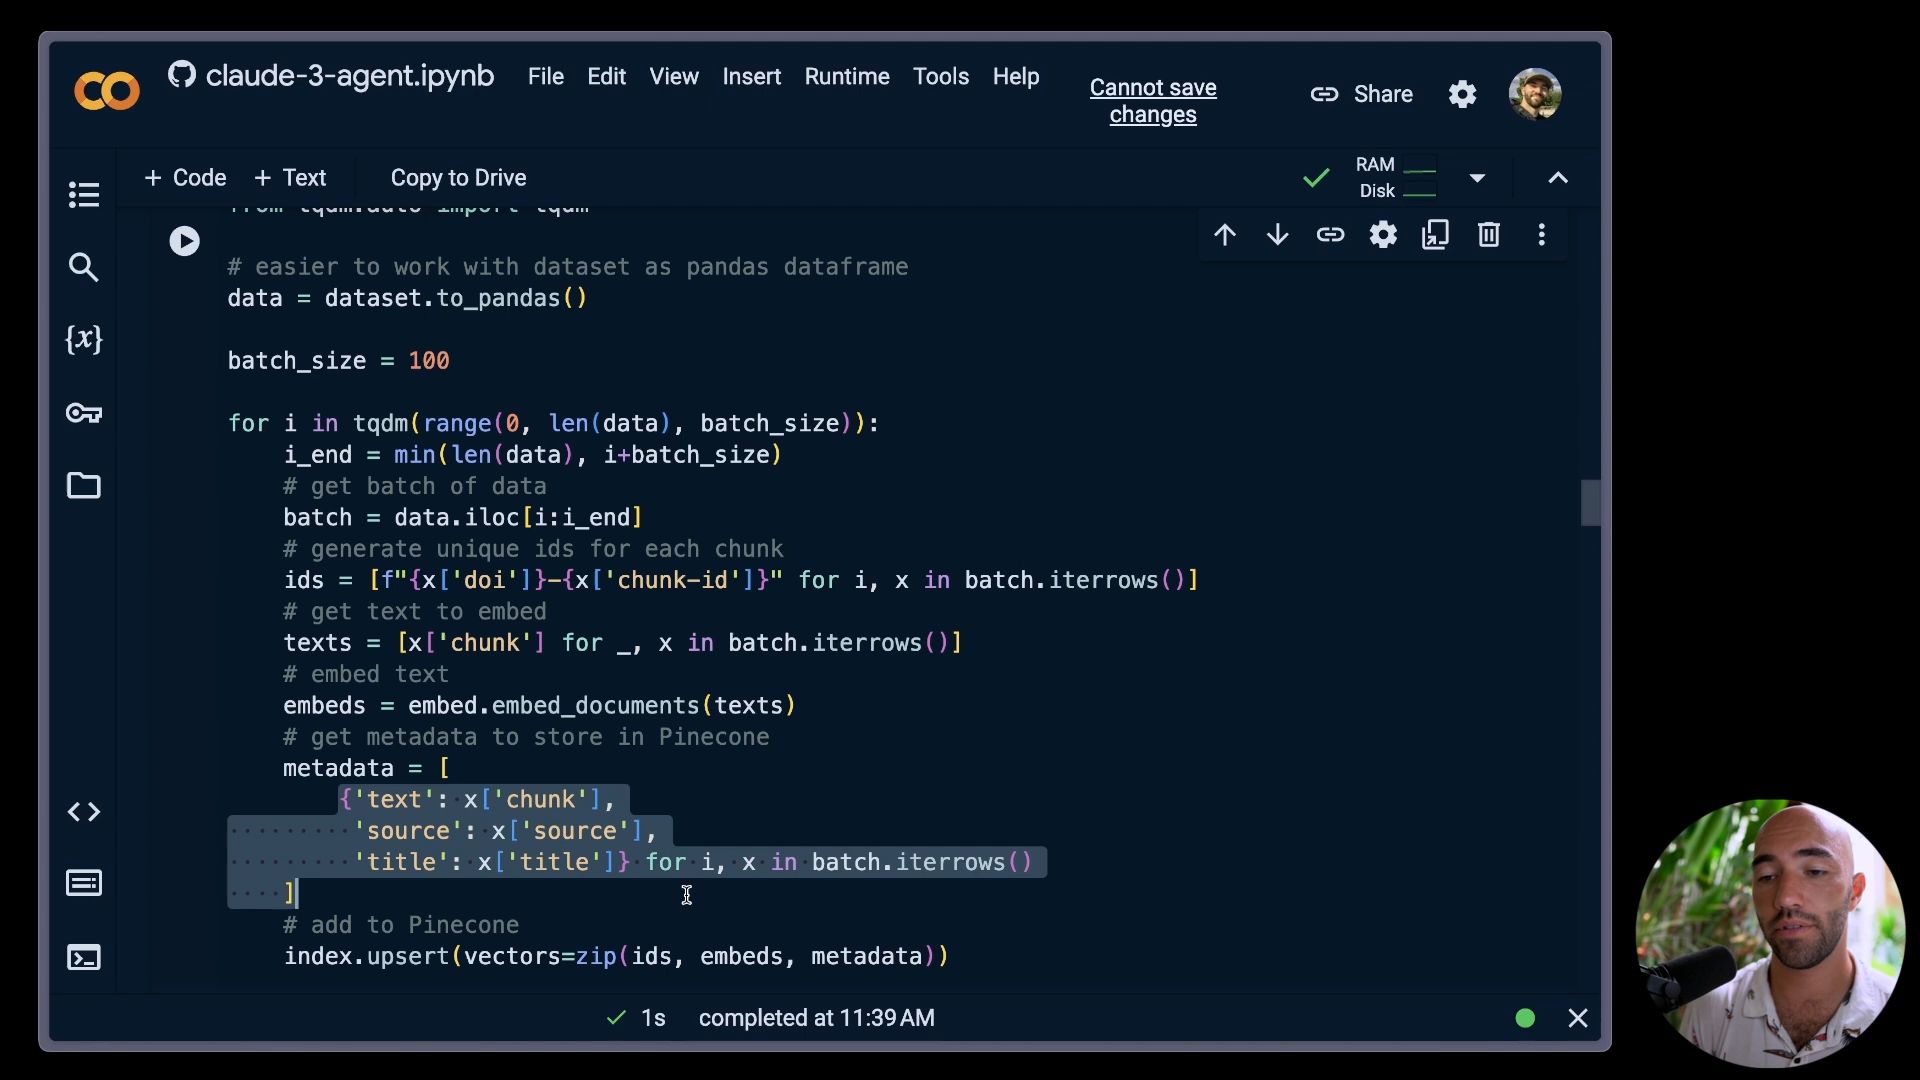 claude-3-agent.ipynb
File Edit View Insert Runtime Tools Help
Cannot save
changes
Share
+ Code + Text Copy to Drive
RAM
Disk
from tqdm.auto import tqdm
# easier to work with dataset as pandas dataframe
data = dataset.to_pandas()
batch_size = 100
for i in tqdm(range(0, len(data), batch_size)):
i_end = min(len(data), i+batch_size)
# get batch of data
batch = data.iloc[i:i_end]
# generate unique ids for each chunk
ids = [f"{x['doi']}-{x['chunk-id']}" for i, x in batch.iterrows()]
# get text to embed
texts = [x['chunk'] for _, x in batch.iterrows()]
# embed text
embeds = embed.embed_documents(texts)
# get metadata to store in Pinecone
metadata = [
{'text': x['chunk'],
'source': x['source'],
'title': x['title']} for i, x in batch.iterrows()
]
# add to Pinecone
index.upsert(vectors=zip(ids, embeds, metadata))
1s completed at 11:39 AM